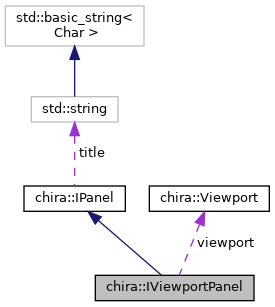 std::basic_string<
Char >
std::string
title
chira::IPanel
chira::Viewport
viewport
chira::IViewportPanel